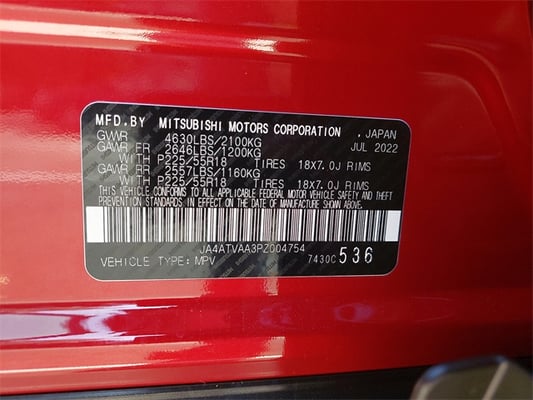 MFD.BY MITSUBISHI MOTORS CORPORATION , JAPAN
GVWR 4630LBS/2100KG JUL 2022
GAWR FR 2646LBS/1200KG
WITH P225/55R18 TIRES 18X7.0J RIMS
GAWR RR 2557LBS/1160KG
WITH P225/55R18 TIRES 18X7.0J RIMS
THIS VEHICLE CONFORMS TO ALL APPLICABLE FEDERAL MOTOR VEHICLE SAFETY AND THEFT
PREVENTION STANDARDS IN EFFECT ON THE DATE OF MANUFACTURE SHOWN ABOVE.
JA4ATVAA3PZ004754
VEHICLE TYPE: MPV 7430C 536